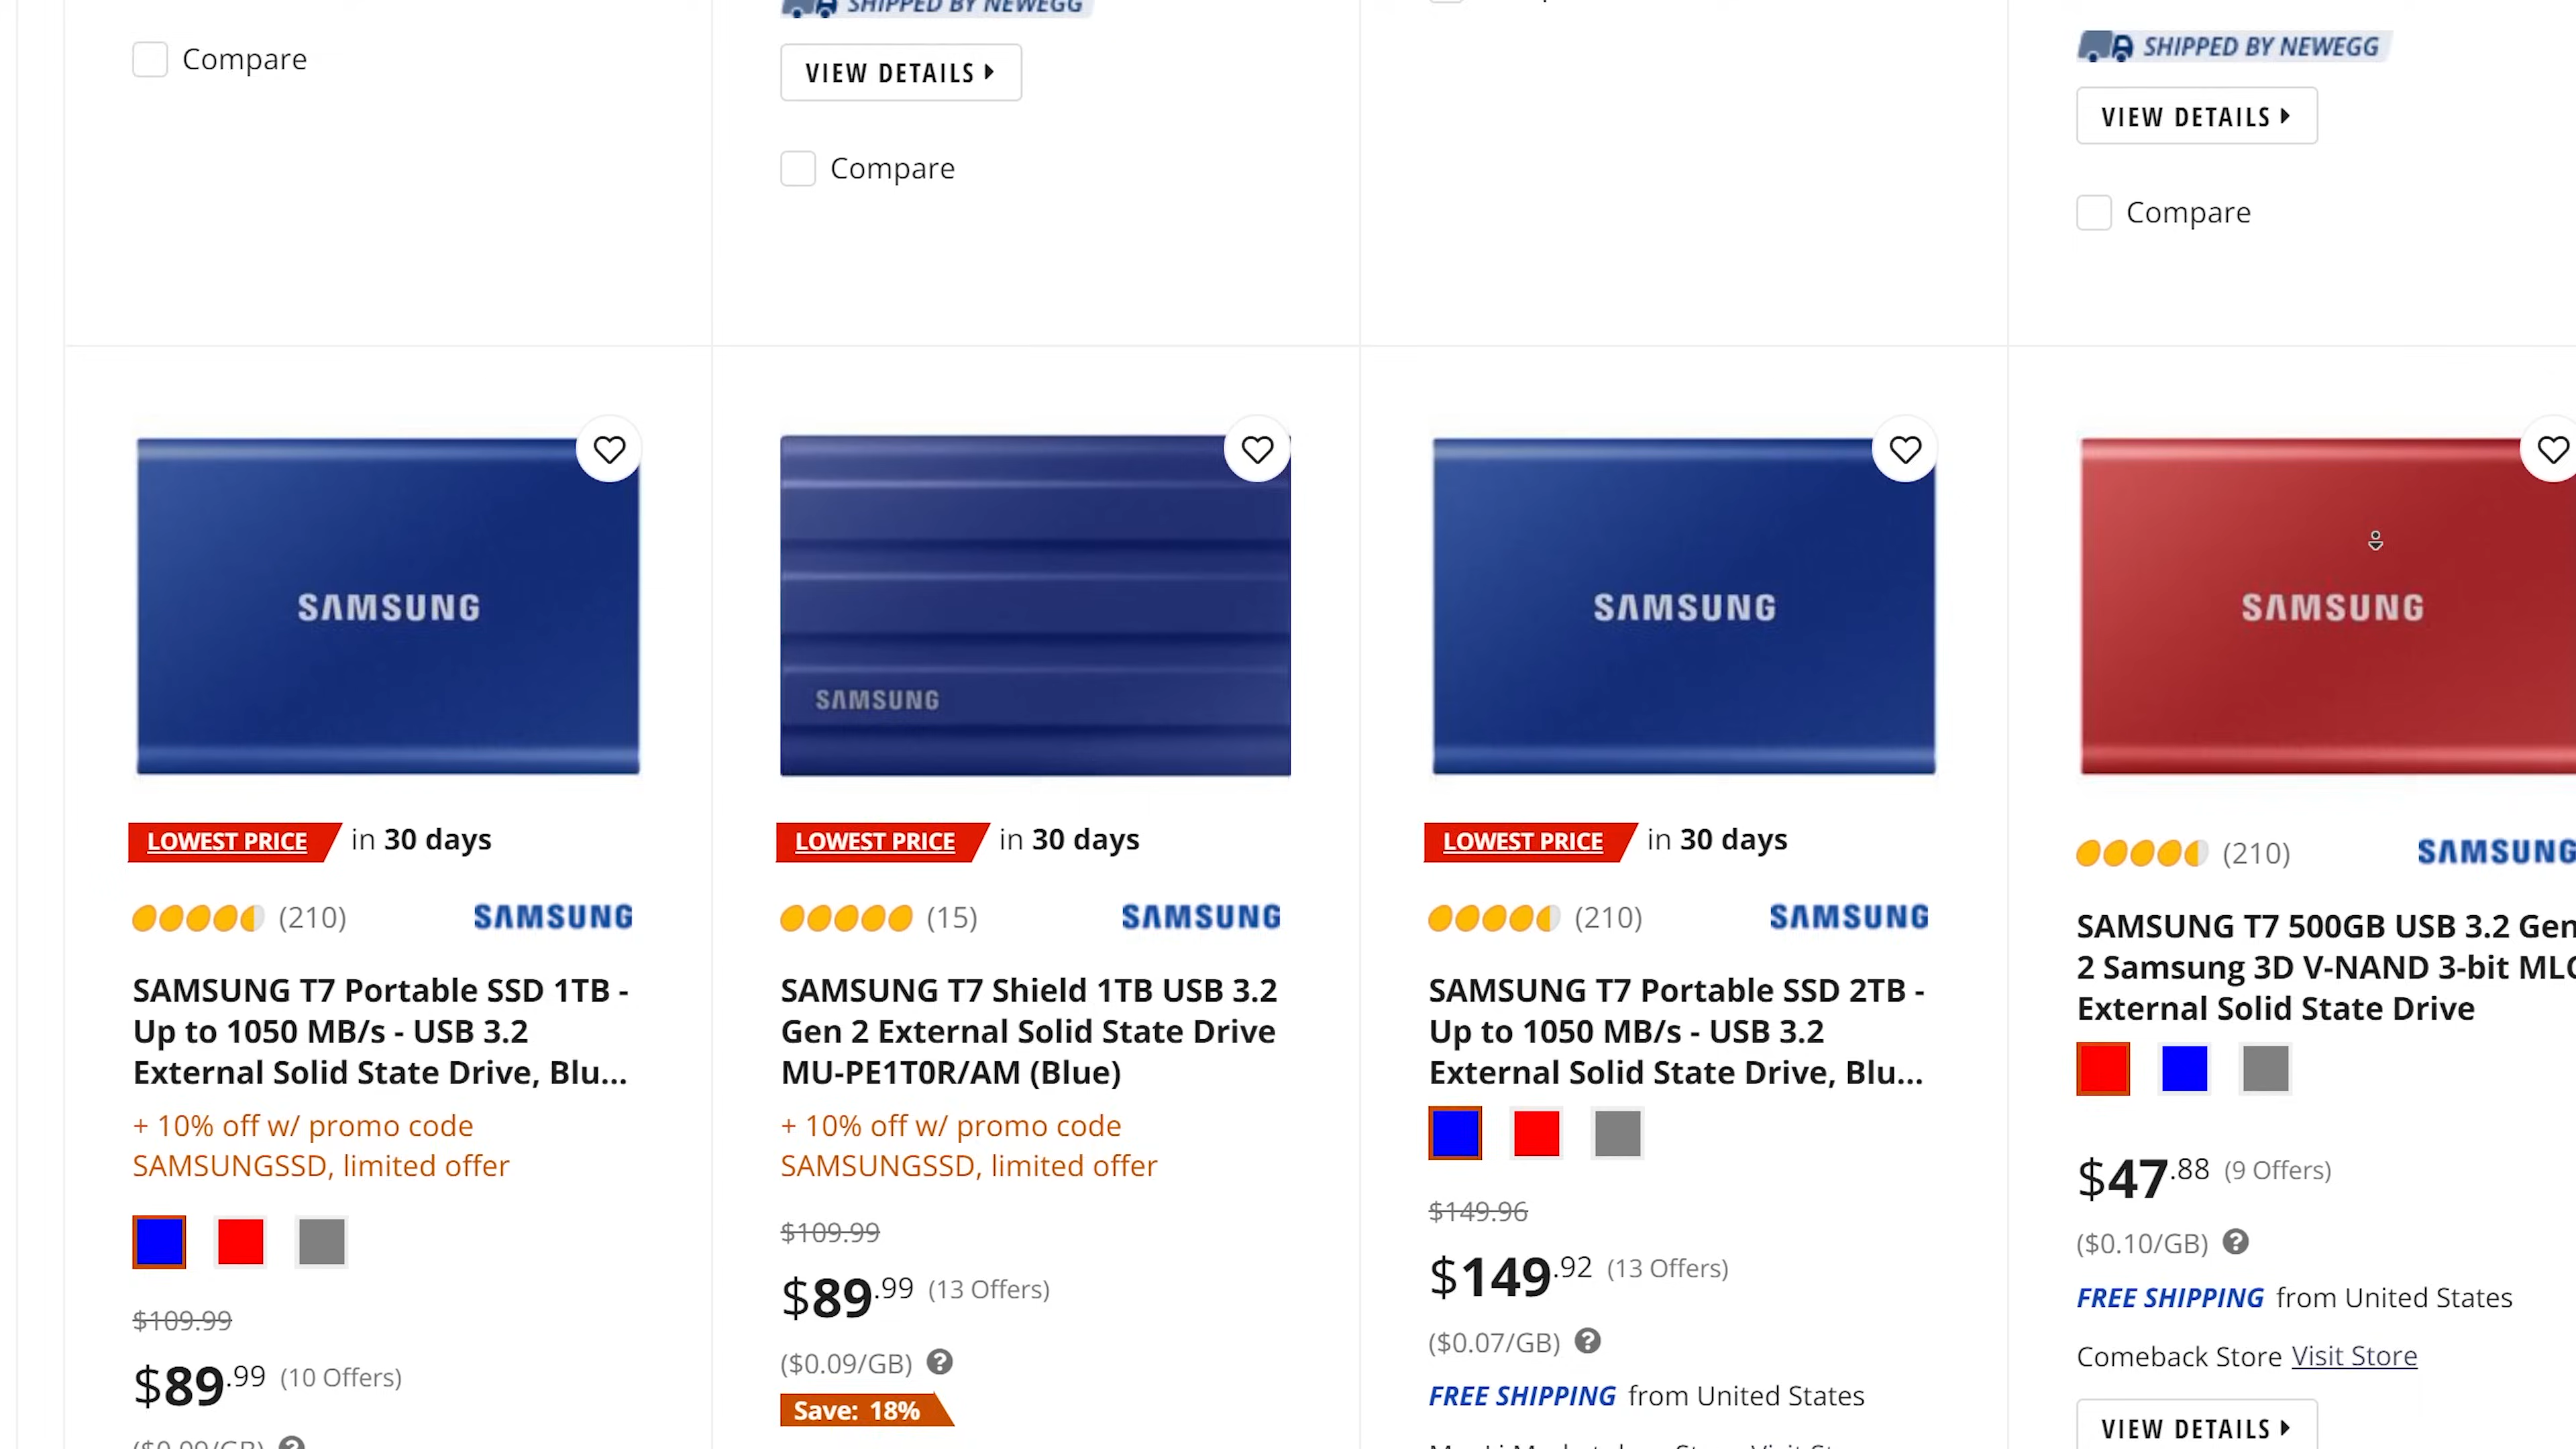 Compare
SHIPPED BY NEWEGG
VIEW DETAILS
Compare
SHIPPED BY NEWEGG
VIEW DETAILS
Compare
SAMSUNG
LOWEST PRICE in 30 days
(210) SAMSUNG
SAMSUNG T7 Portable SSD 1TB -
Up to 1050 MB/s - USB 3.2
External Solid State Drive, Blu...
+ 10% off w/ promo code
SAMSUNGSSD, limited offer
$109.99
$89.99 (10 Offers)
($0.09/GB)
SAMSUNG
LOWEST PRICE in 30 days
(15) SAMSUNG
SAMSUNG T7 Shield 1TB USB 3.2
Gen 2 External Solid State Drive
MU-PE1T0R/AM (Blue)
+ 10% off w/ promo code
SAMSUNGSSD, limited offer
$109.99
$89.99 (13 Offers)
($0.09/GB) ?
Save: 18%
SAMSUNG
LOWEST PRICE in 30 days
(210) SAMSUNG
SAMSUNG T7 Portable SSD 2TB -
Up to 1050 MB/s - USB 3.2
External Solid State Drive, Blu...
$149.96
$149.92 (13 Offers)
($0.07/GB) ?
FREE SHIPPING from United States
SAMSUNG
(210) SAMSUNG
SAMSUNG T7 500GB USB 3.2 Gen
2 Samsung 3D V-NAND 3-bit MLC
External Solid State Drive
$47.88 (9 Offers)
($0.10/GB) ?
FREE SHIPPING from United States
Comeback Store Visit Store
VIEW DETAILS